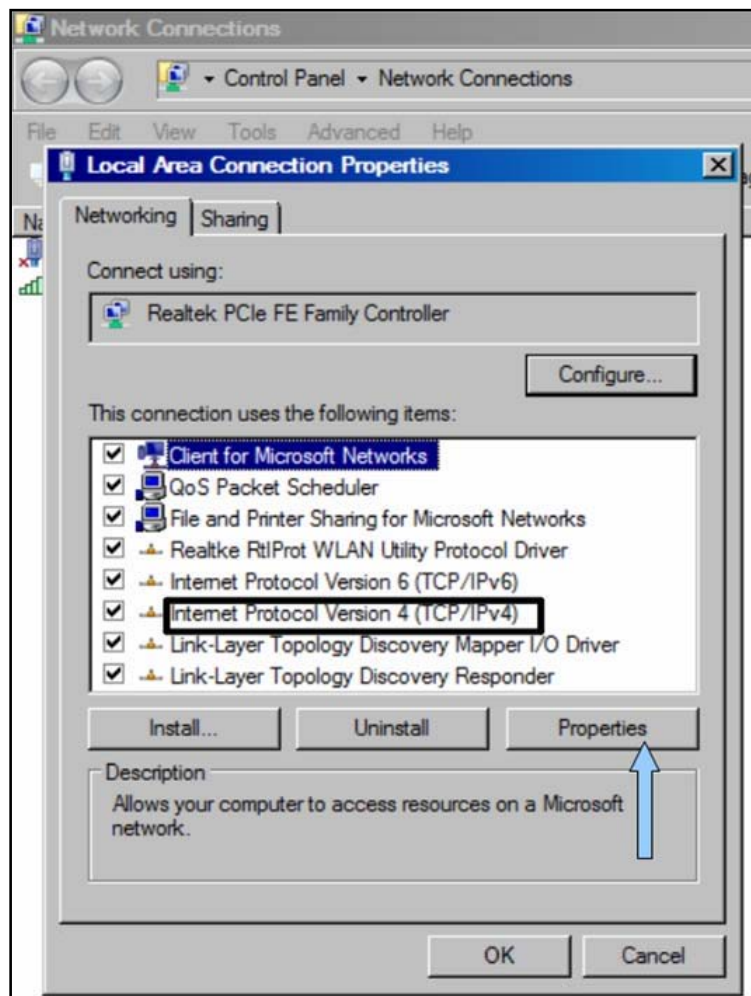 Network Connections
Control Panel Network Connections
File Edit View Tools Advanced Help
Local Area Connection Properties
Networking Sharing
Connect using:
Realtek PCIe FE Family Controller
Configure...
This connection uses the following items:
Client for Microsoft Networks
QoS Packet Scheduler
File and Printer Sharing for Microsoft Networks
Realtke RtlProt WLAN Utility Protocol Driver
Internet Protocol Version 6 (TCP/IPv6)
Internet Protocol Version 4 (TCP/IPv4)
Link-Layer Topology Discovery Mapper I/O Driver
Link-Layer Topology Discovery Responder
Install... Uninstall Properties
Description
Allows your computer to access resources on a Microsoft
network.
OK Cancel